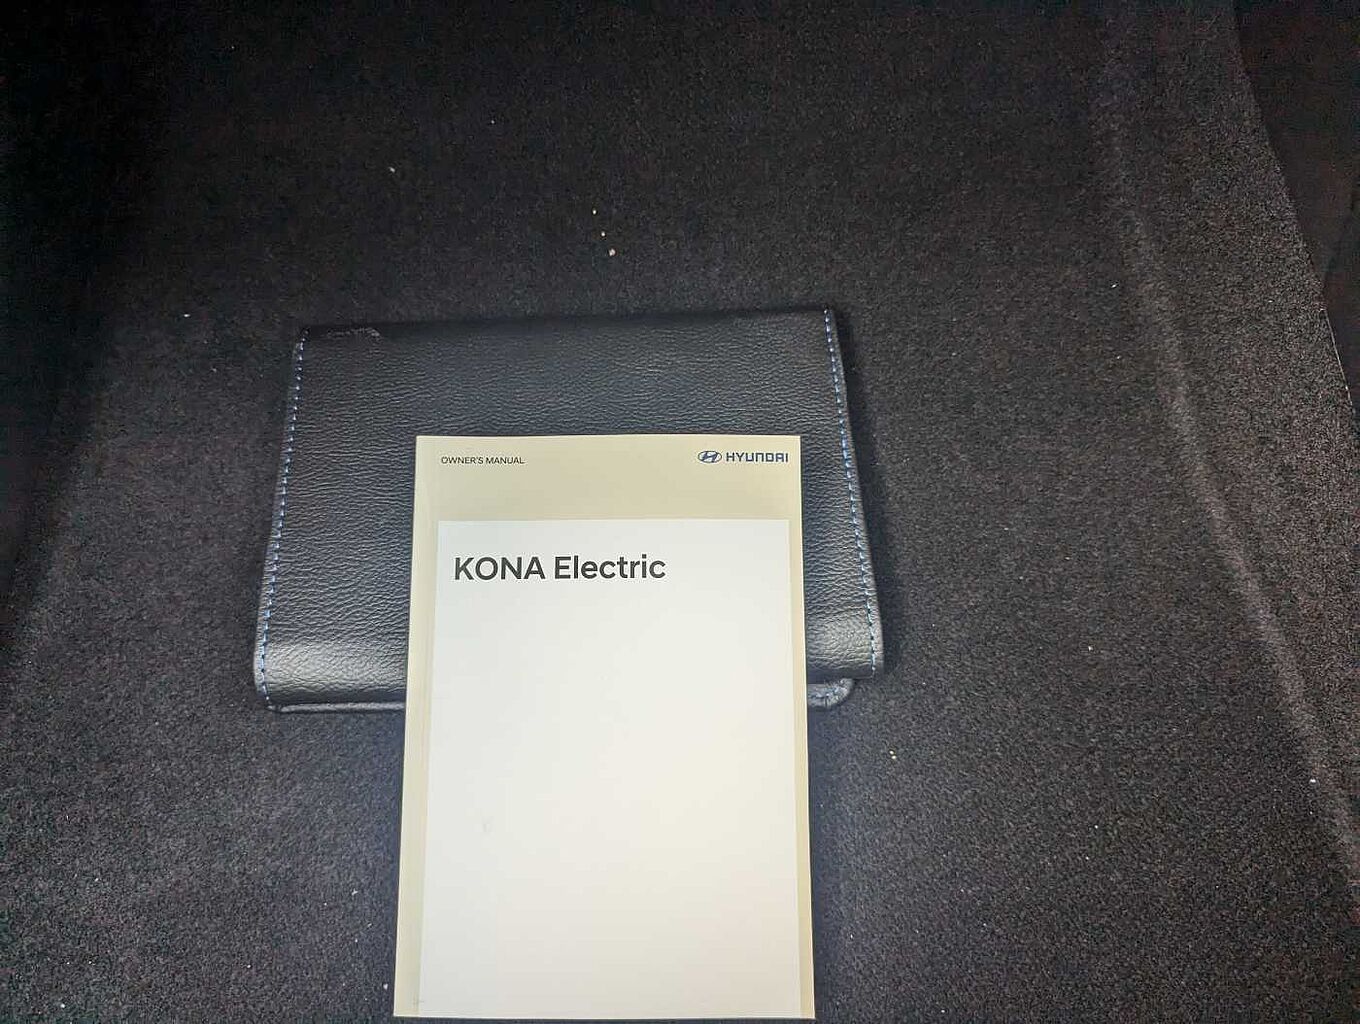 OWNER'S MANUAL
HYUNDAI
KONA Electric